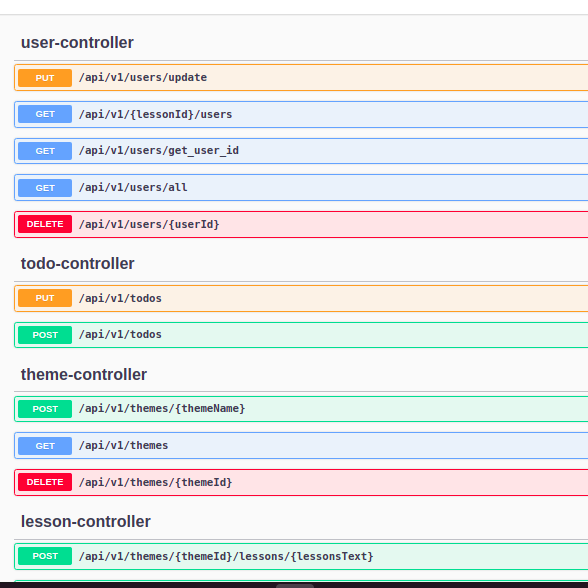 user-controller
PUT /api/v1/users/update
GET /api/v1/{lessonId}/users
GET /api/v1/users/get_user_id
GET /api/v1/users/all
DELETE /api/v1/users/{userId}
todo-controller
PUT /api/v1/todos
POST /api/v1/todos
theme-controller
POST /api/v1/themes/{themeName}
GET /api/v1/themes
DELETE /api/v1/themes/{themeId}
lesson-controller
POST /api/v1/themes/{themeId}/lessons/{lessonsText}